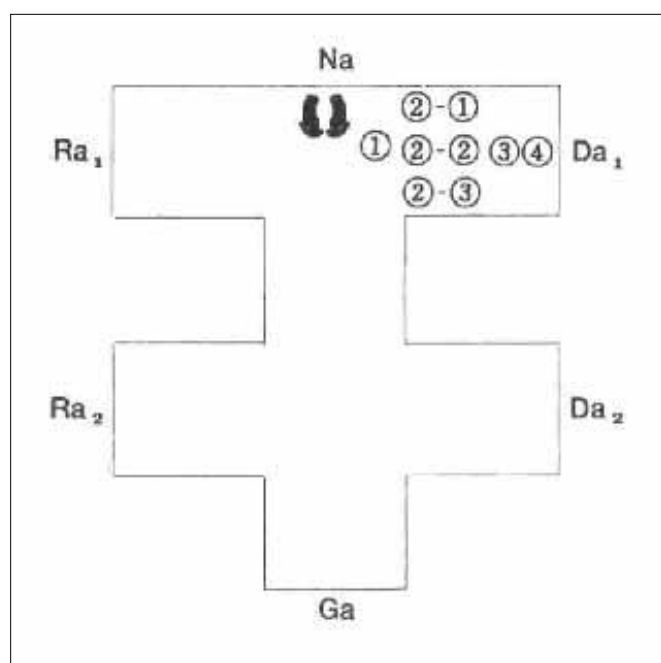 Na
②-①
Ra₁ ① ②-② ③④ Da₁
②-③
Ra₂ Da₂
Ga